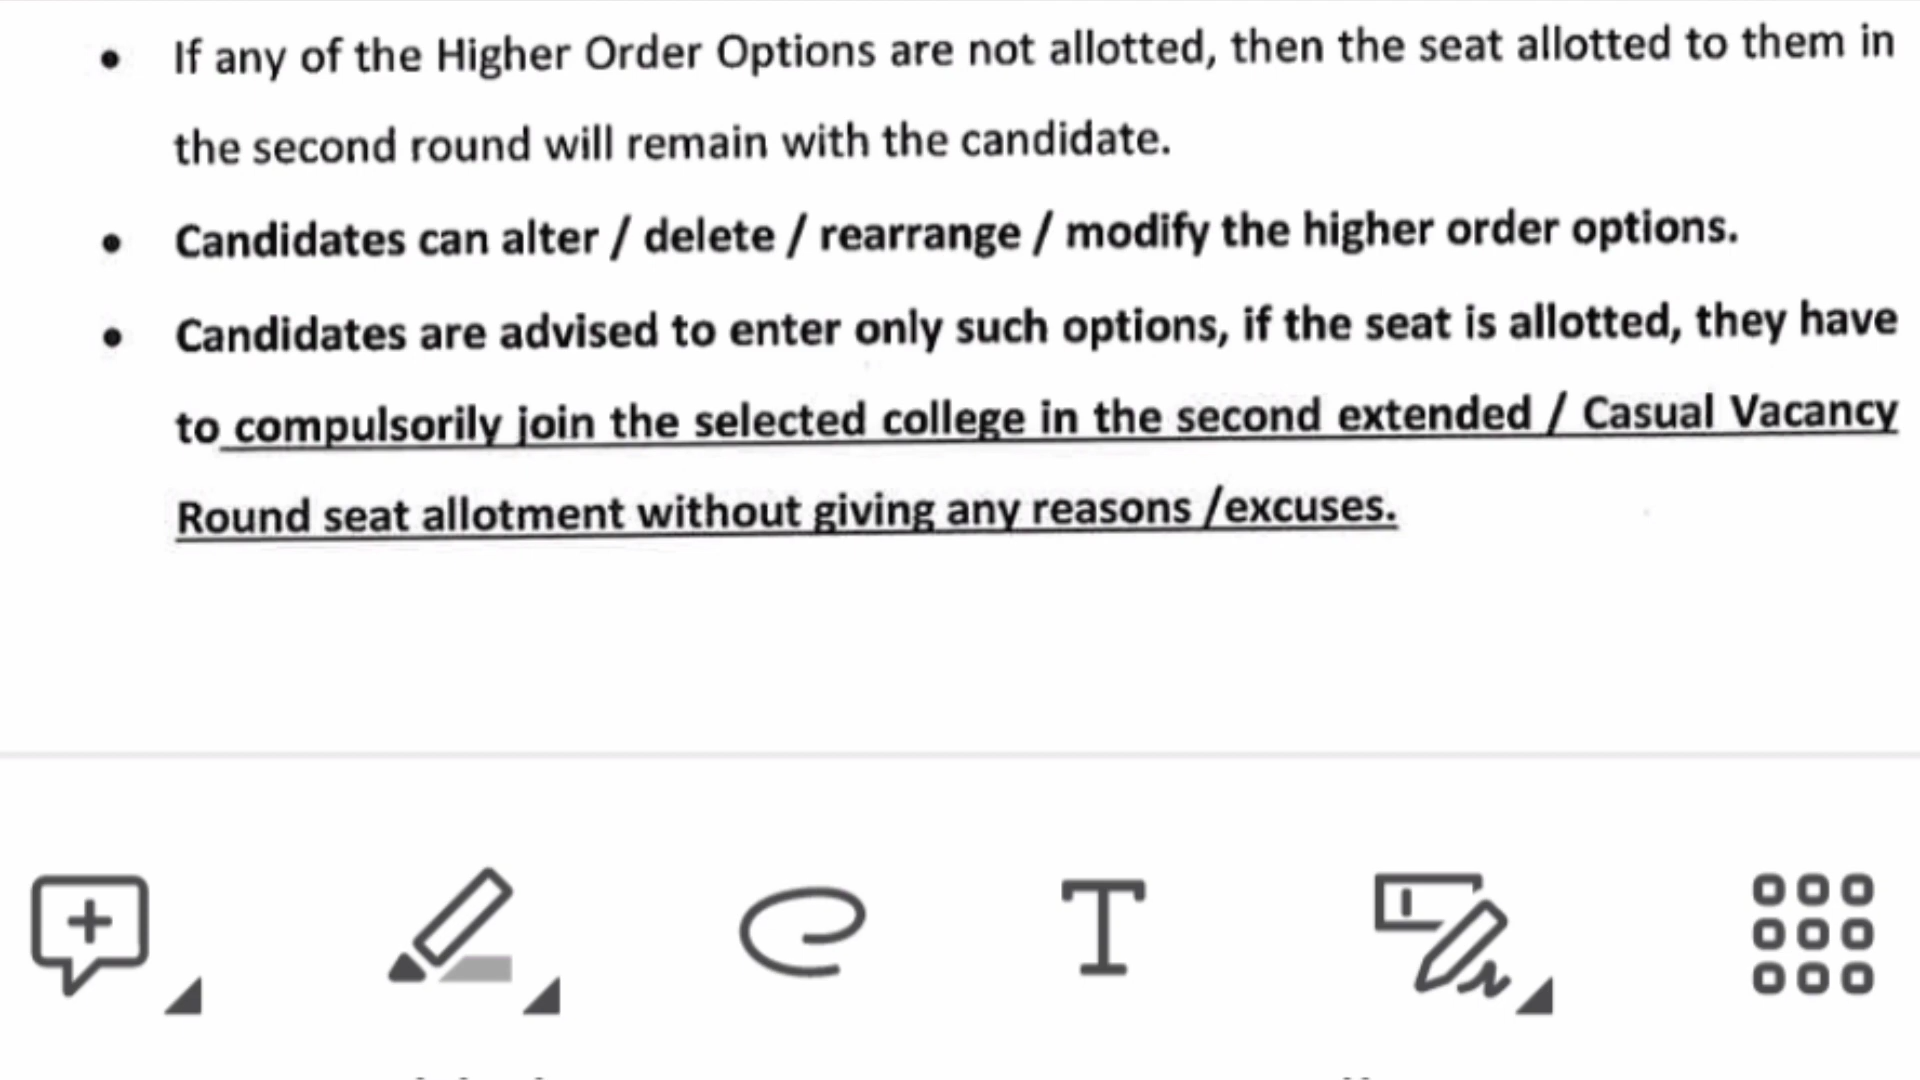 • If any of the Higher Order Options are not allotted, then the seat allotted to them in
the second round will remain with the candidate.
• Candidates can alter / delete / rearrange / modify the higher order options.
• Candidates are advised to enter only such options, if the seat is allotted, they have
to compulsorily join the selected college in the second extended / Casual Vacancy
Round seat allotment without giving any reasons /excuses.
T